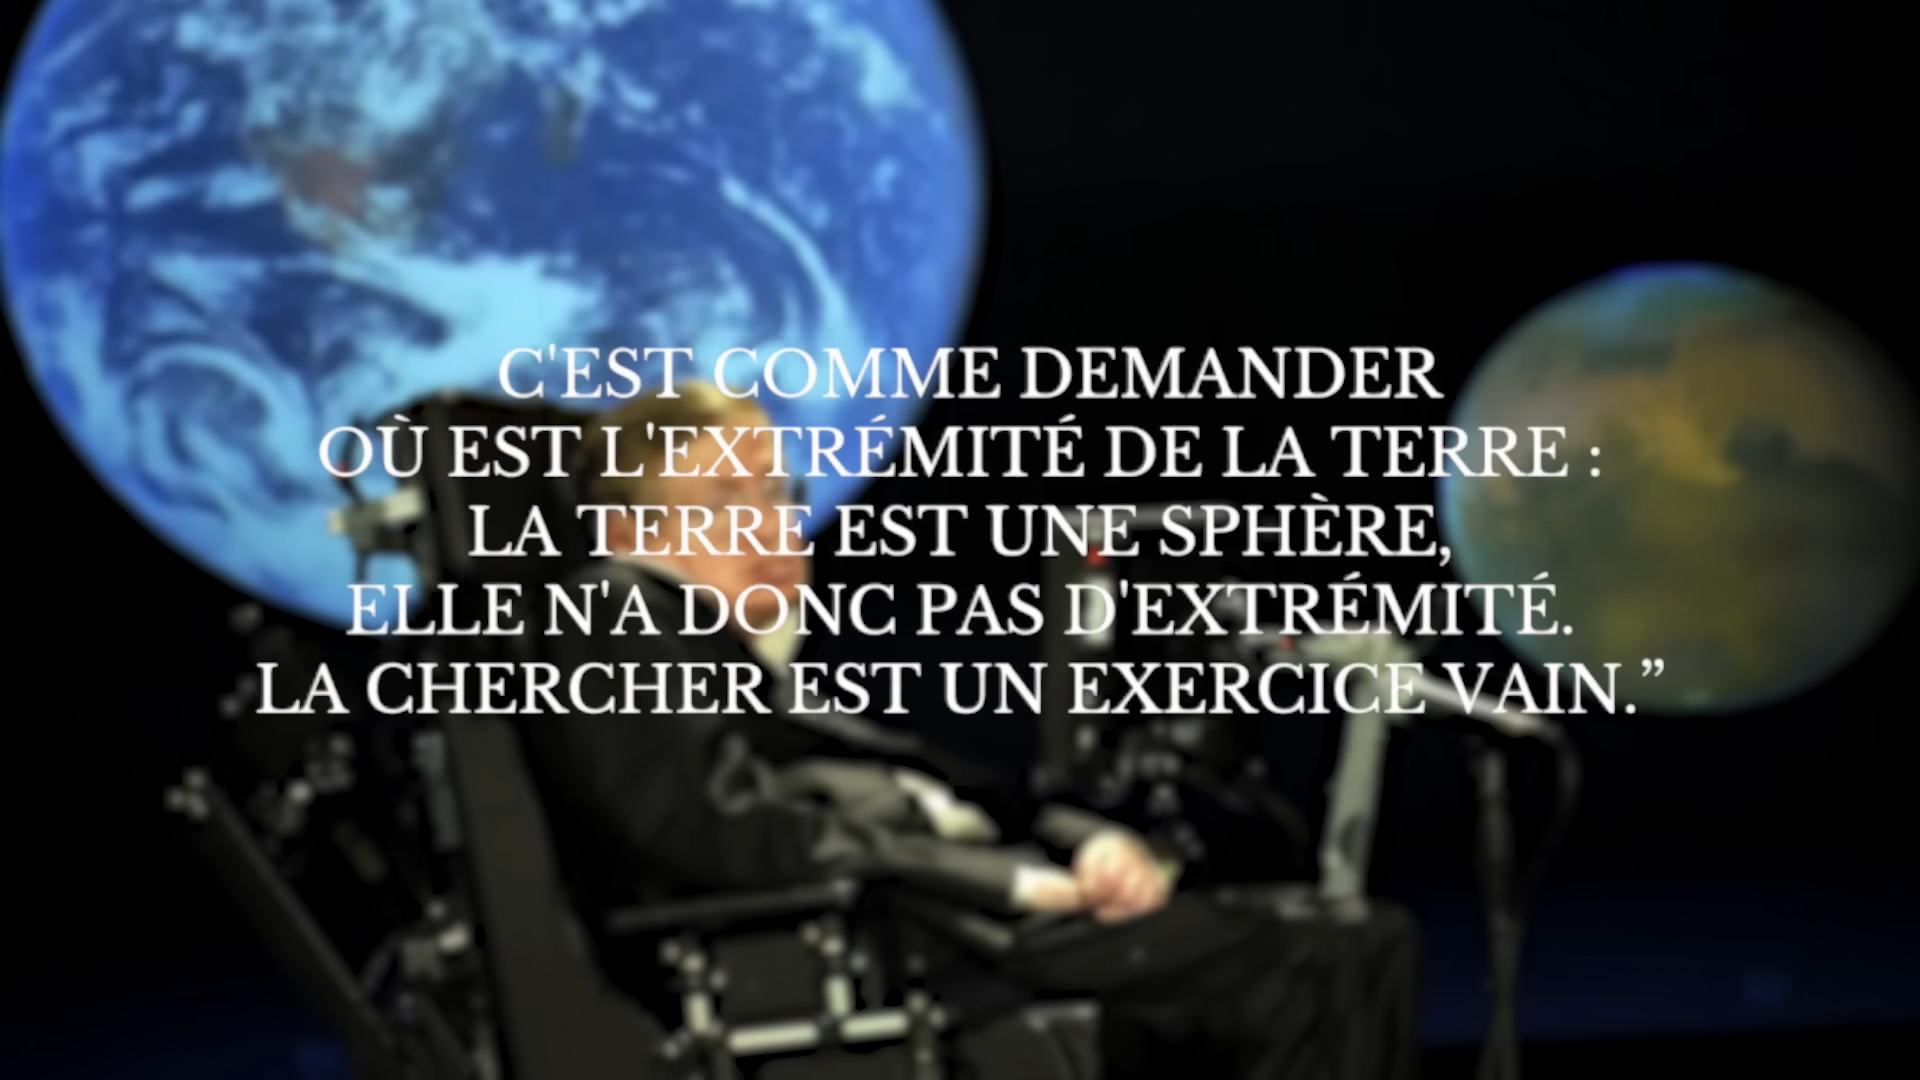 C'EST COMME DEMANDER
OÙ EST L'EXTRÉMITÉ DE LA TERRE :
LA TERRE EST UNE SPHÈRE,
ELLE N'A DONC PAS D'EXTRÉMITÉ.
LA CHERCHER EST UN EXERCICE VAIN.”